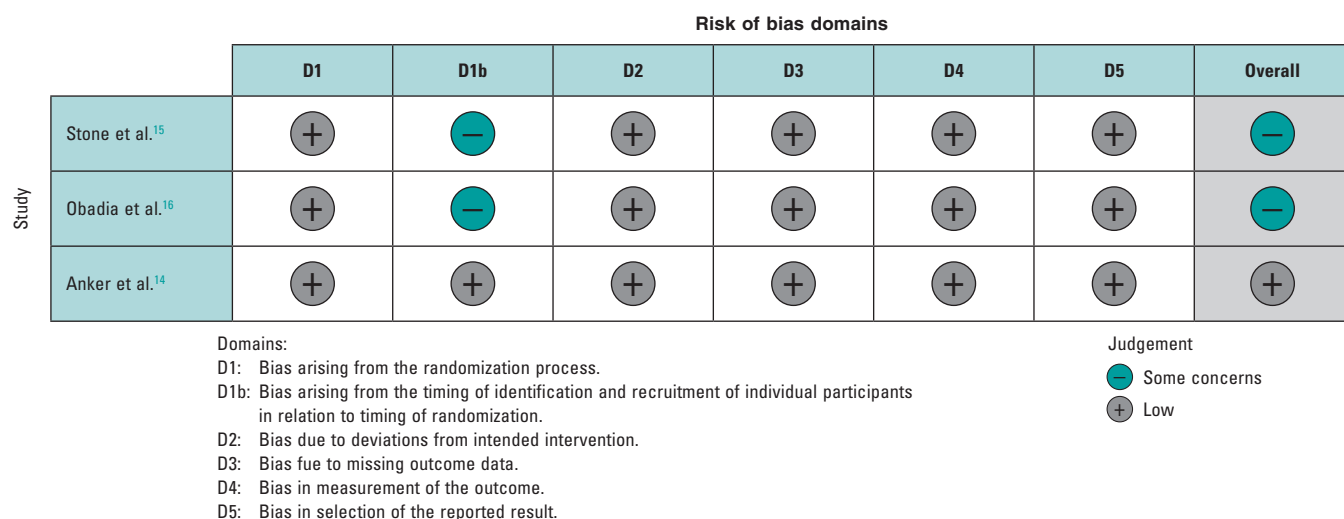 Risk of bias domains
D1 D1b D2 D3 D4 D5 Overall
Study
Stone et al.15 + − + + + + −
Obadia et al.16 + − + + + + −
Anker et al.14 + + + + + + +
Domains:
D1: Bias arising from the randomization process.
D1b: Bias arising from the timing of identification and recruitment of individual participants
in relation to timing of randomization.
D2: Bias due to deviations from intended intervention.
D3: Bias fue to missing outcome data.
D4: Bias in measurement of the outcome.
D5: Bias in selection of the reported result.
Judgement
− Some concerns
+ Low